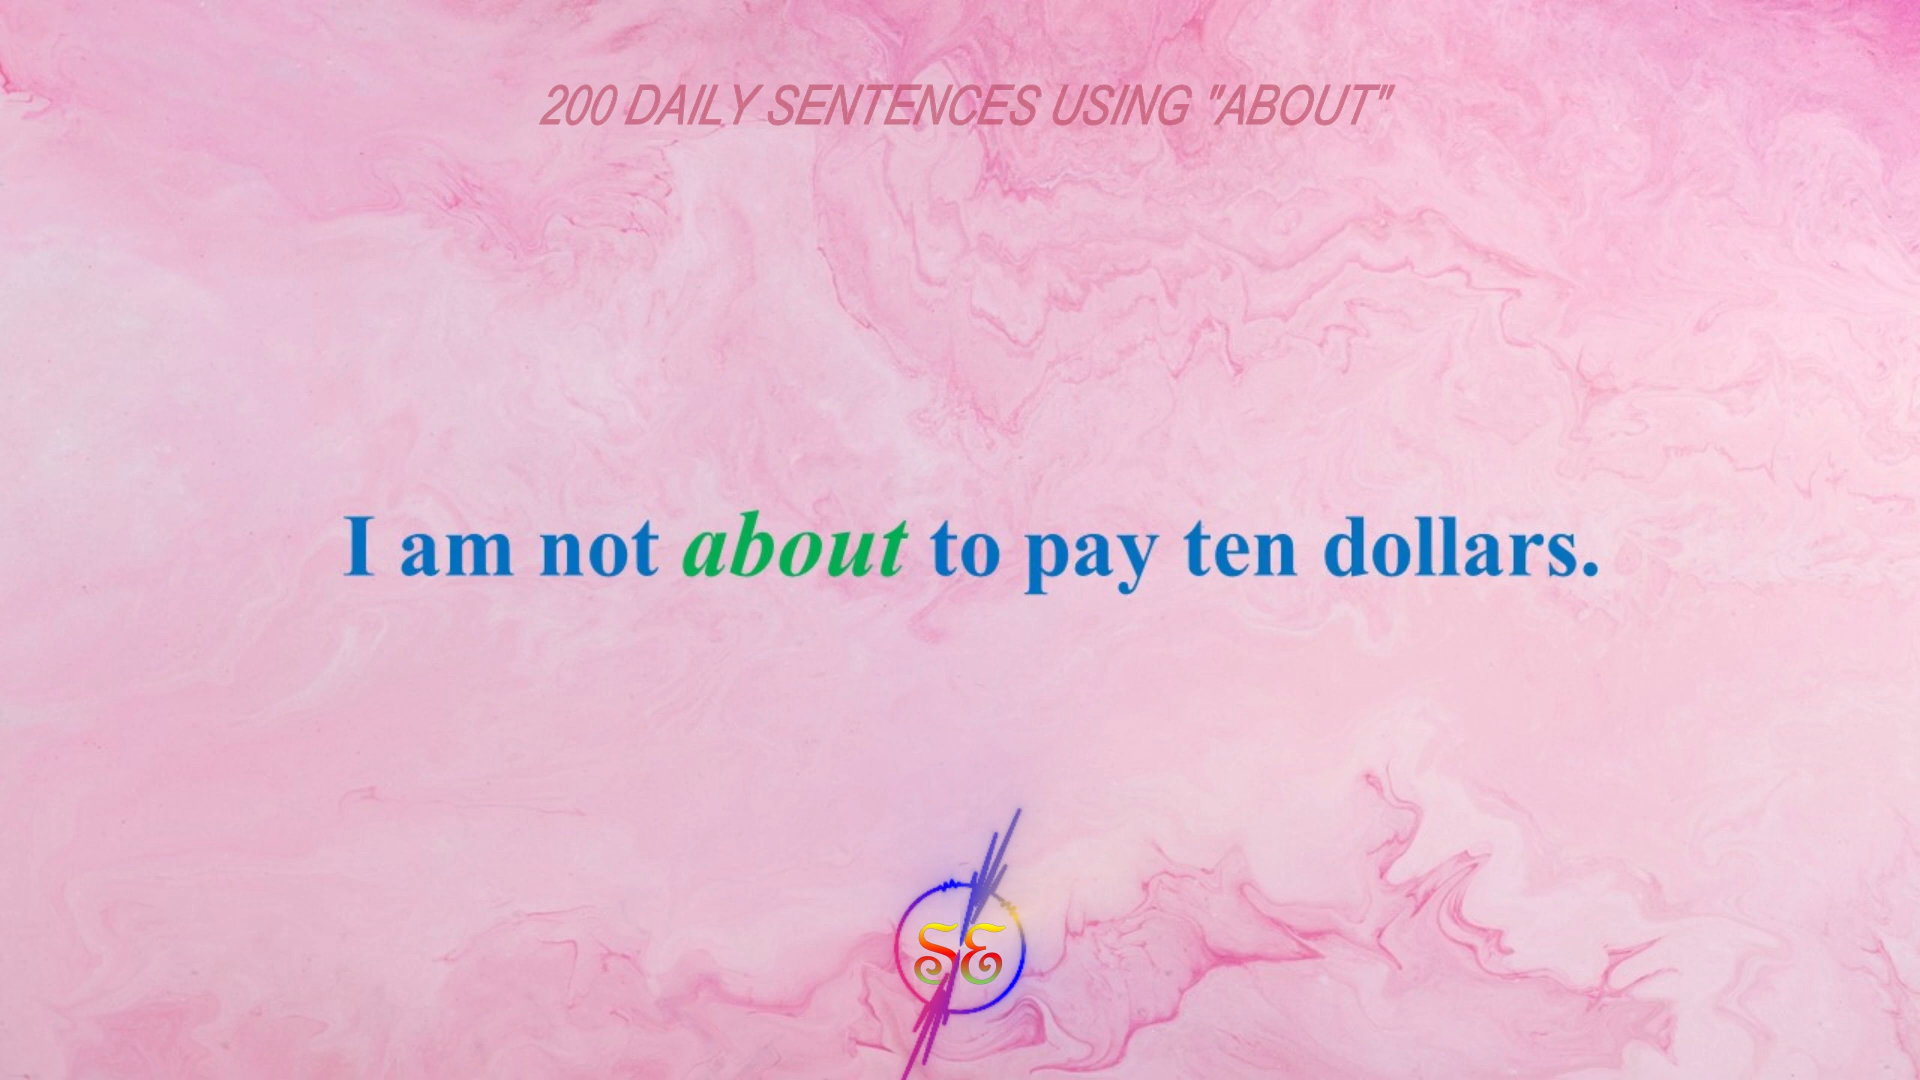 200 DAILY SENTENCES USING "ABOUT"
I am not about to pay ten dollars.
SE